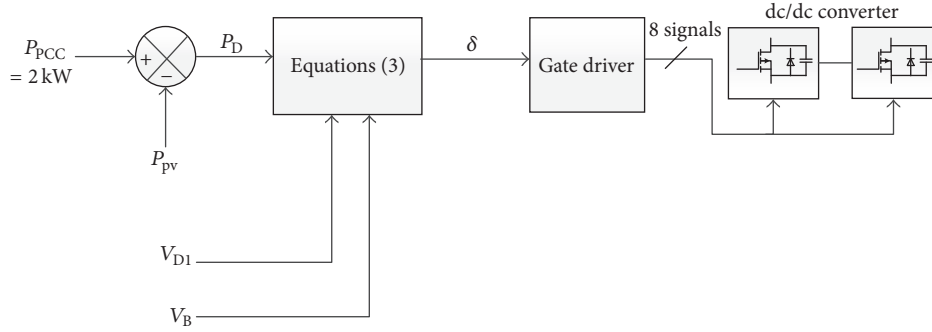 dc/dc converter
8 signals
P_PCC
= 2 kW
+
−
P_D
Equations (3)
δ
Gate driver
P_pv
V_D1
V_B